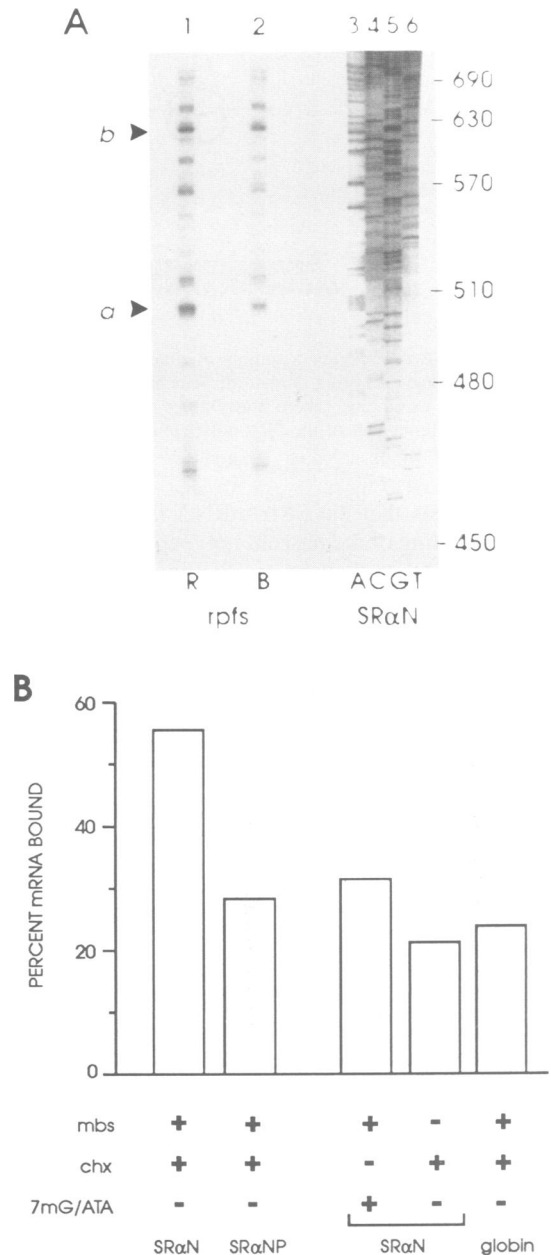 A 1 2 3 4 5 6
- 690
b - 630
- 570
- 510
a
- 480
- 450
R B A C G T
rpfs SRαN
B
60
40
20
0
PERCENT mRNA BOUND
mbs + + + - +
chx + + - + +
7mG/ATA - - + - -
SRαN SRαNP SRαN globin